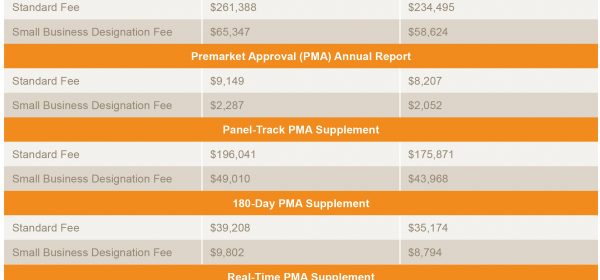 Standard Fee $261,388 $234,495
Small Business Designation Fee $65,347 $58,624
Premarket Approval (PMA) Annual Report
Standard Fee $9,149 $8,207
Small Business Designation Fee $2,287 $2,052
Panel-Track PMA Supplement
Standard Fee $196,041 $175,871
Small Business Designation Fee $49,010 $43,968
180-Day PMA Supplement
Standard Fee $39,208 $35,174
Small Business Designation Fee $9,802 $8,794
Real-Time PMA Supplement